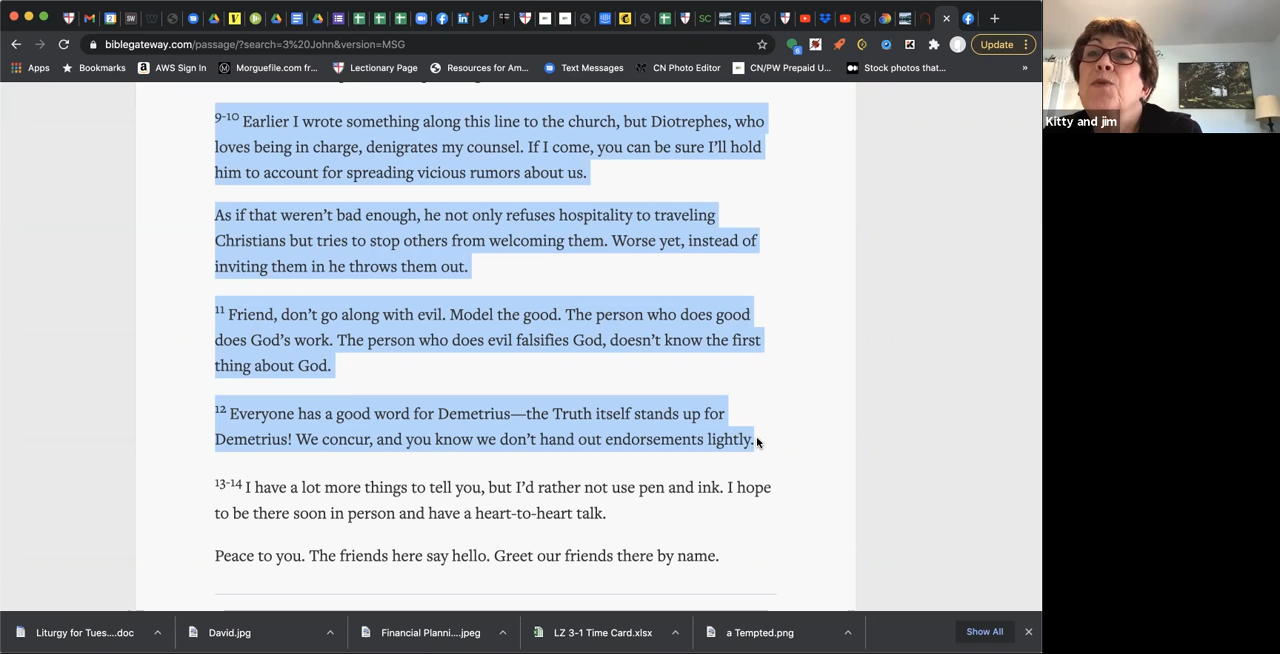 biblegateway.com/passage/?search=3%20John&version=MSG
Update
Apps
Bookmarks
AWS Sign In
Morguefile.com fr...
Lectionary Page
Resources for Am...
Text Messages
CN Photo Editor
CN/PW Prepaid U...
Stock photos that...
»
9-10 Earlier I wrote something along this line to the church, but Diotrephes, who
loves being in charge, denigrates my counsel. If I come, you can be sure I’ll hold
him to account for spreading vicious rumors about us.
As if that weren’t bad enough, he not only refuses hospitality to traveling
Christians but tries to stop others from welcoming them. Worse yet, instead of
inviting them in he throws them out.
11 Friend, don’t go along with evil. Model the good. The person who does good
does God’s work. The person who does evil falsifies God, doesn’t know the first
thing about God.
12 Everyone has a good word for Demetrius—the Truth itself stands up for
Demetrius! We concur, and you know we don’t hand out endorsements lightly.
13-14 I have a lot more things to tell you, but I’d rather not use pen and ink. I hope
to be there soon in person and have a heart-to-heart talk.
Peace to you. The friends here say hello. Greet our friends there by name.
Liturgy for Tues....doc
David.jpg
Financial Planni....jpeg
LZ 3-1 Time Card.xlsx
a Tempted.png
Show All
Kitty and jim